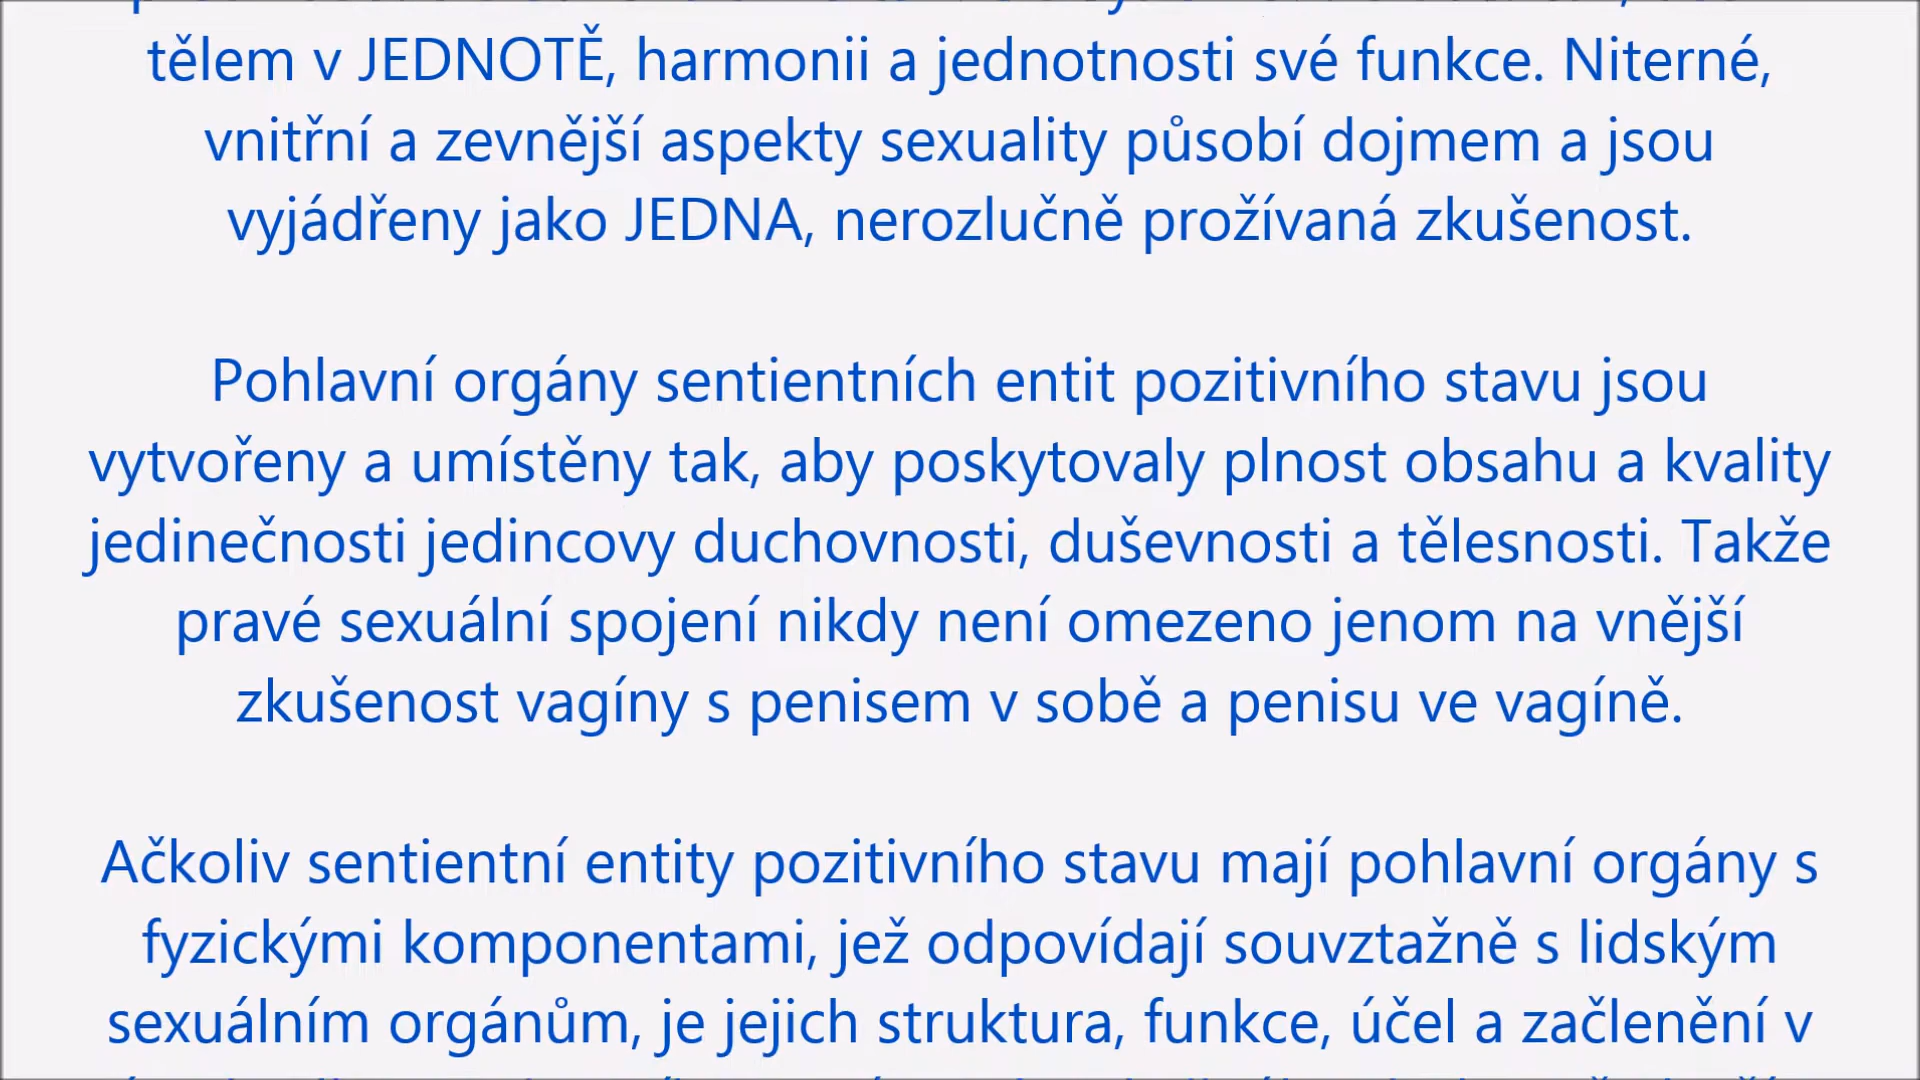 tělem v JEDNOTĚ, harmonii a jednotnosti své funkce. Niterné,
vnitřní a zevnější aspekty sexuality působí dojmem a jsou
vyjádřeny jako JEDNA, nerozlučně prožívaná zkušenost.
Pohlavní orgány sentientních entit pozitivního stavu jsou
vytvořeny a umístěny tak, aby poskytovaly plnost obsahu a kvality
jedinečnosti jedincovy duchovnosti, duševnosti a tělesnosti. Takže
pravé sexuální spojení nikdy není omezeno jenom na vnější
zkušenost vagíny s penisem v sobě a penisu ve vagíně.
Ačkoliv sentientní entity pozitivního stavu mají pohlavní orgány s
fyzickými komponentami, jež odpovídají souvztažně s lidským
sexuálním orgánům, je jejich struktura, funkce, účel a začlenění v